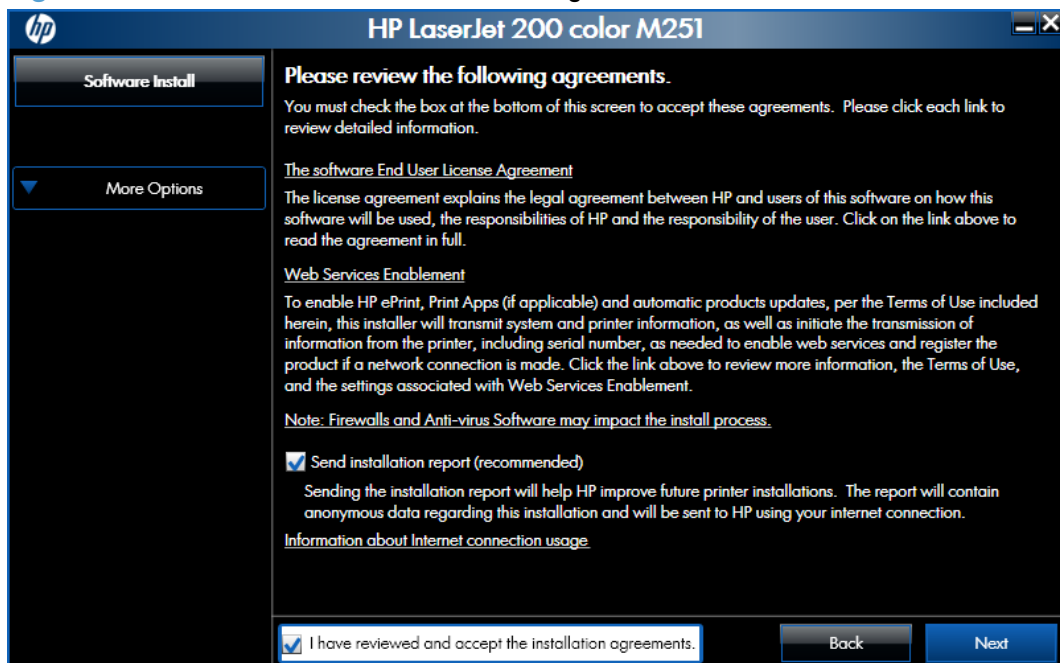 hp
HP LaserJet 200 color M251
Software Install
More Options
Please review the following agreements.
You must check the box at the bottom of this screen to accept these agreements. Please click each link to
review detailed information.
The software End User License Agreement
The license agreement explains the legal agreement between HP and users of this software on how this
software will be used, the responsibilities of HP and the responsibility of the user. Click on the link above to
read the agreement in full.
Web Services Enablement
To enable HP ePrint, Print Apps (if applicable) and automatic products updates, per the Terms of Use included
herein, this installer will transmit system and printer information, as well as initiate the transmission of
information from the printer, including serial number, as needed to enable web services and register the
product if a network connection is made. Click the link above to review more information, the Terms of Use,
and the settings associated with Web Services Enablement.
Note: Firewalls and Anti-virus Software may impact the install process.
Send installation report (recommended)
Sending the installation report will help HP improve future printer installations. The report will contain
anonymous data regarding this installation and will be sent to HP using your internet connection.
Information about Internet connection usage
I have reviewed and accept the installation agreements.
Back
Next